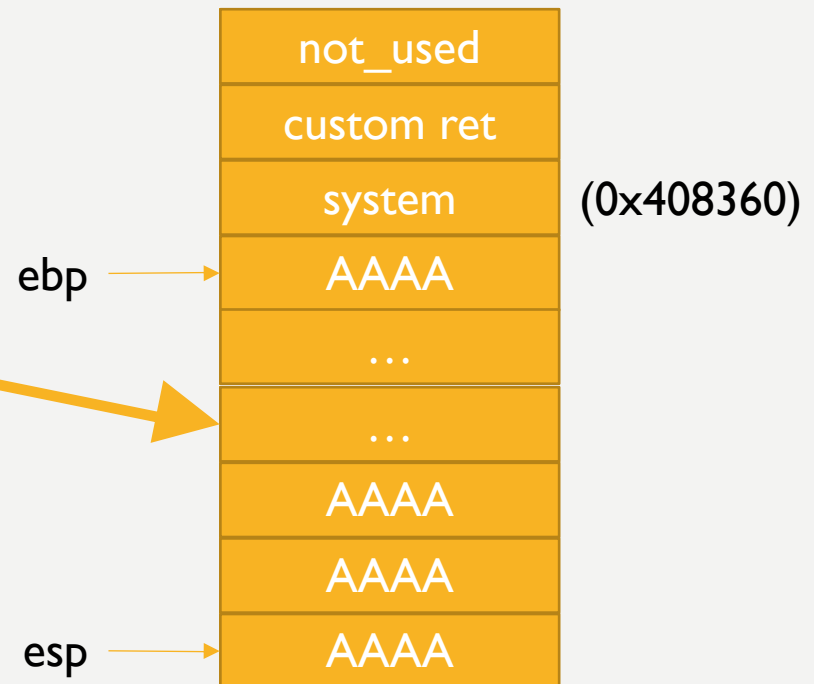 not_used
custom ret
system (0x408360)
ebp AAAA
…
…
AAAA
AAAA
esp AAAA